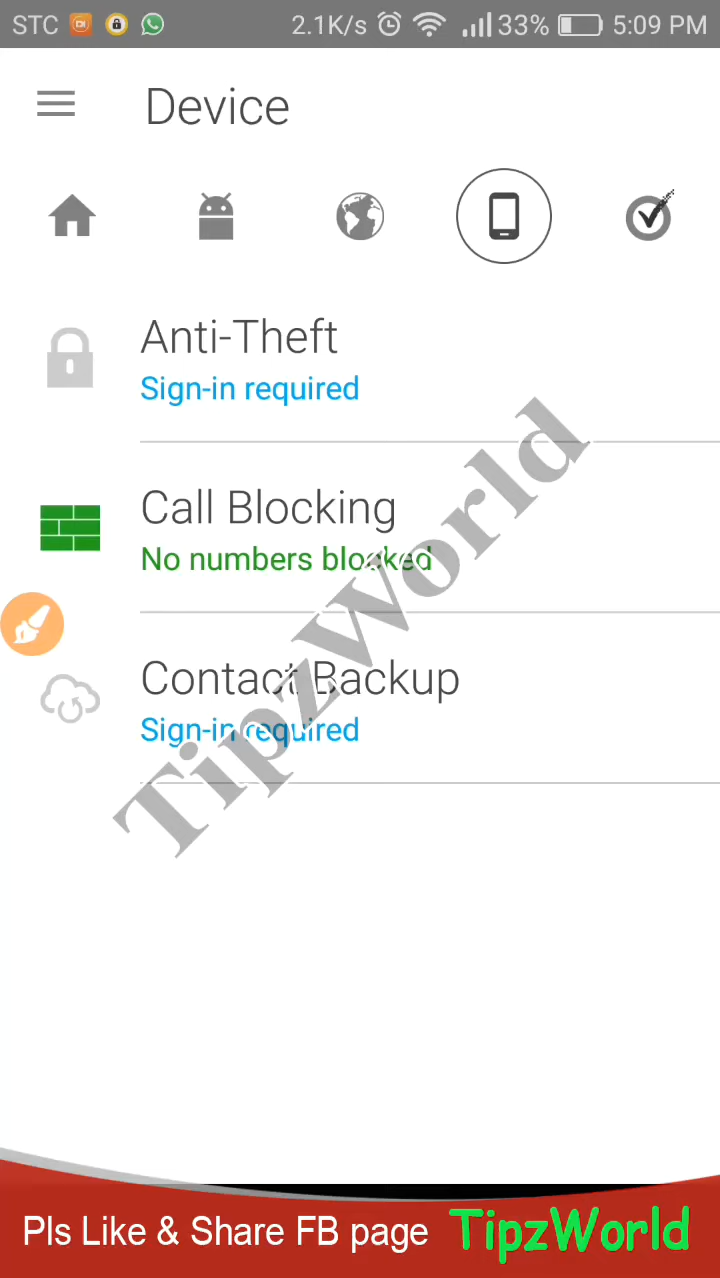 STC 2.1K/s 33% 5:09 PM
Device
Anti-Theft
Sign-in required
Call Blocking
No numbers blocked
Contact Backup
Sign-in required
TipzWorld
Pls Like & Share FB page TipzWorld